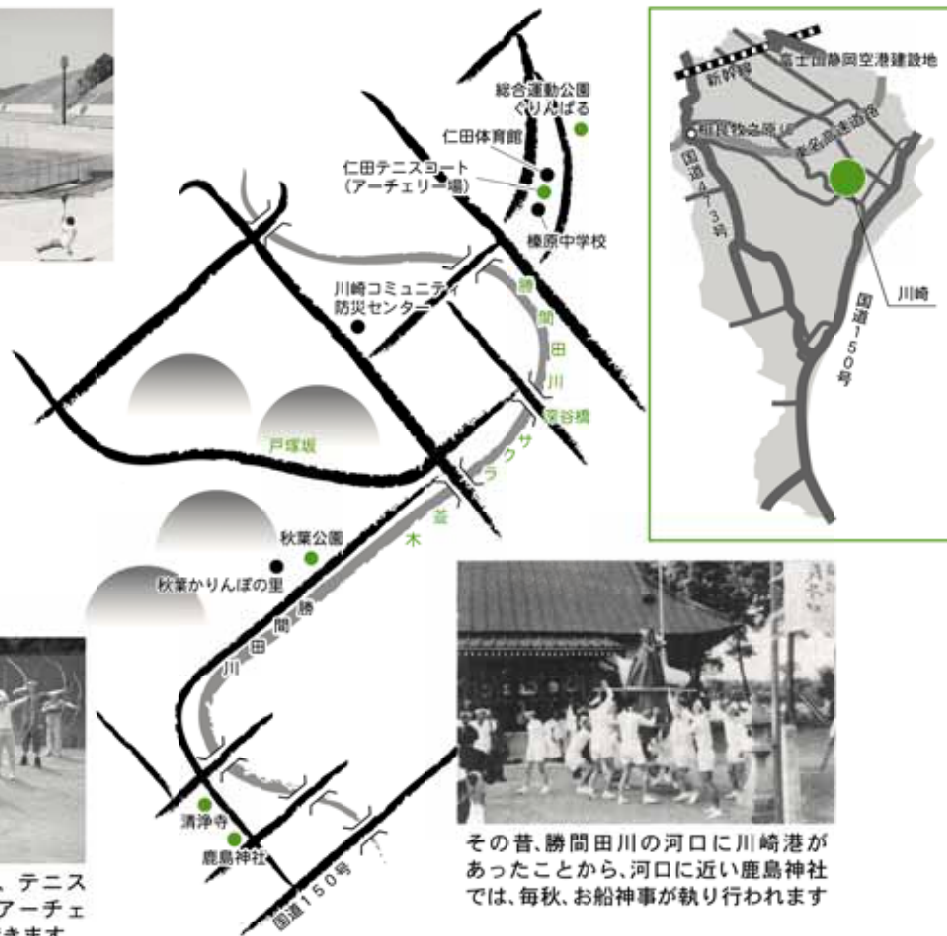 総合運動公園
ぐりんぱる
仁田体育館
仁田テニスコート
(アーチェリー場)
榛原中学校
川崎コミュニティ
防災センター
勝間田川
深谷橋
サクラ並木
戸塚坂
秋葉公園
秋葉かりんぽの里
勝間田川
清浄寺
鹿島神社
国道150号
新幹線
富士山静岡空港建設地
相良牧之原IC
東名高速道路
国道473号
川崎
国道150号
その昔、勝間田川の河口に川崎港が
あったことから、河口に近い鹿島神社
では、毎秋、お船神事が執り行われます
、テニス
アーチェ
きます